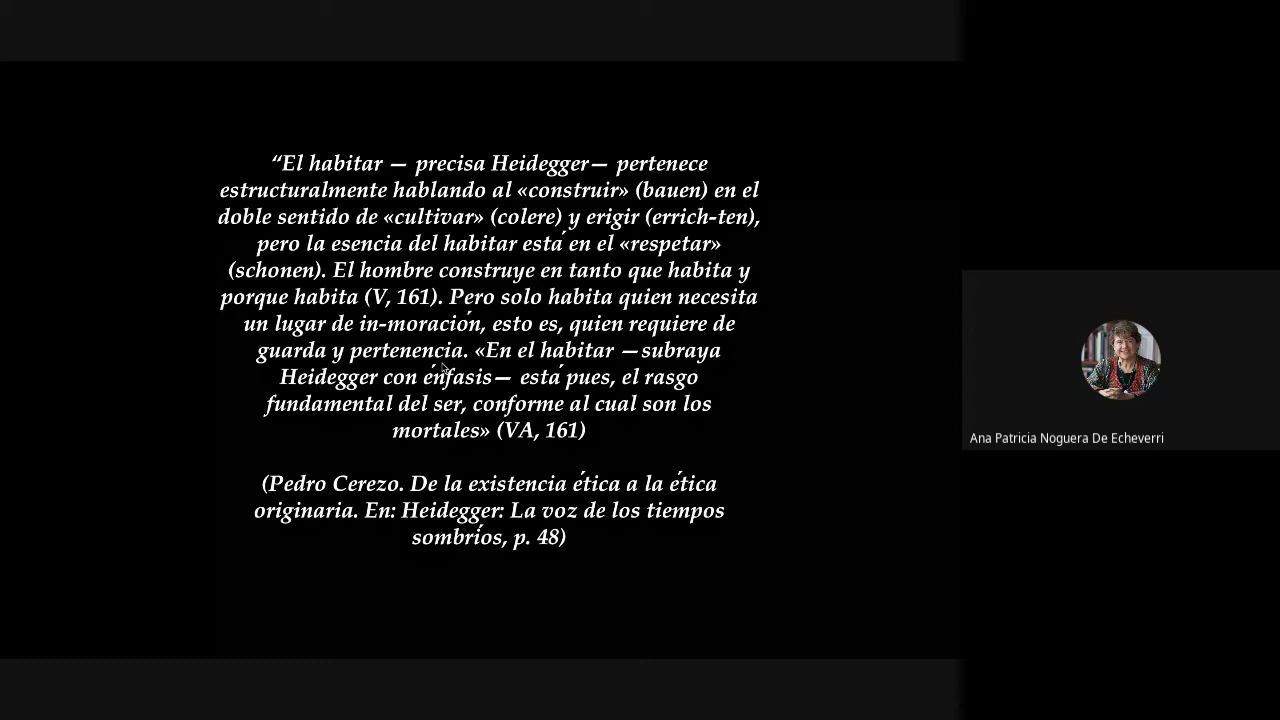 “El habitar — precisa Heidegger— pertenece
estructuralmente hablando al «construir» (bauen) en el
doble sentido de «cultivar» (colere) y erigir (errich-ten),
pero la esencia del habitar está en el «respetar»
(schonen). El hombre construye en tanto que habita y
porque habita (V, 161). Pero solo habita quien necesita
un lugar de in-moración, esto es, quien requiere de
guarda y pertenencia. «En el habitar —subraya
Heidegger con énfasis— está pues, el rasgo
fundamental del ser, conforme al cual son los
mortales» (VA, 161)
(Pedro Cerezo. De la existencia ética a la ética
originaria. En: Heidegger: La voz de los tiempos
sombríos, p. 48)
Ana Patricia Noguera De Echeverri